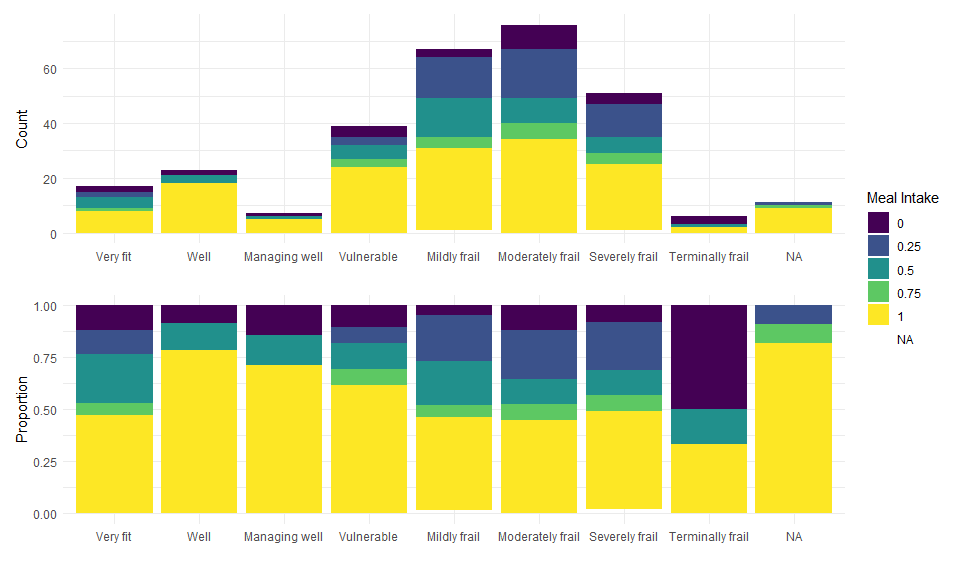 Count
60
40
20
0
Very fit Well Managing well Vulnerable Mildly frail Moderately frail Severely frail Terminally frail NA
Meal Intake
0
0.25
0.5
0.75
1
NA
Proportion
1.00
0.75
0.50
0.25
0.00
Very fit Well Managing well Vulnerable Mildly frail Moderately frail Severely frail Terminally frail NA